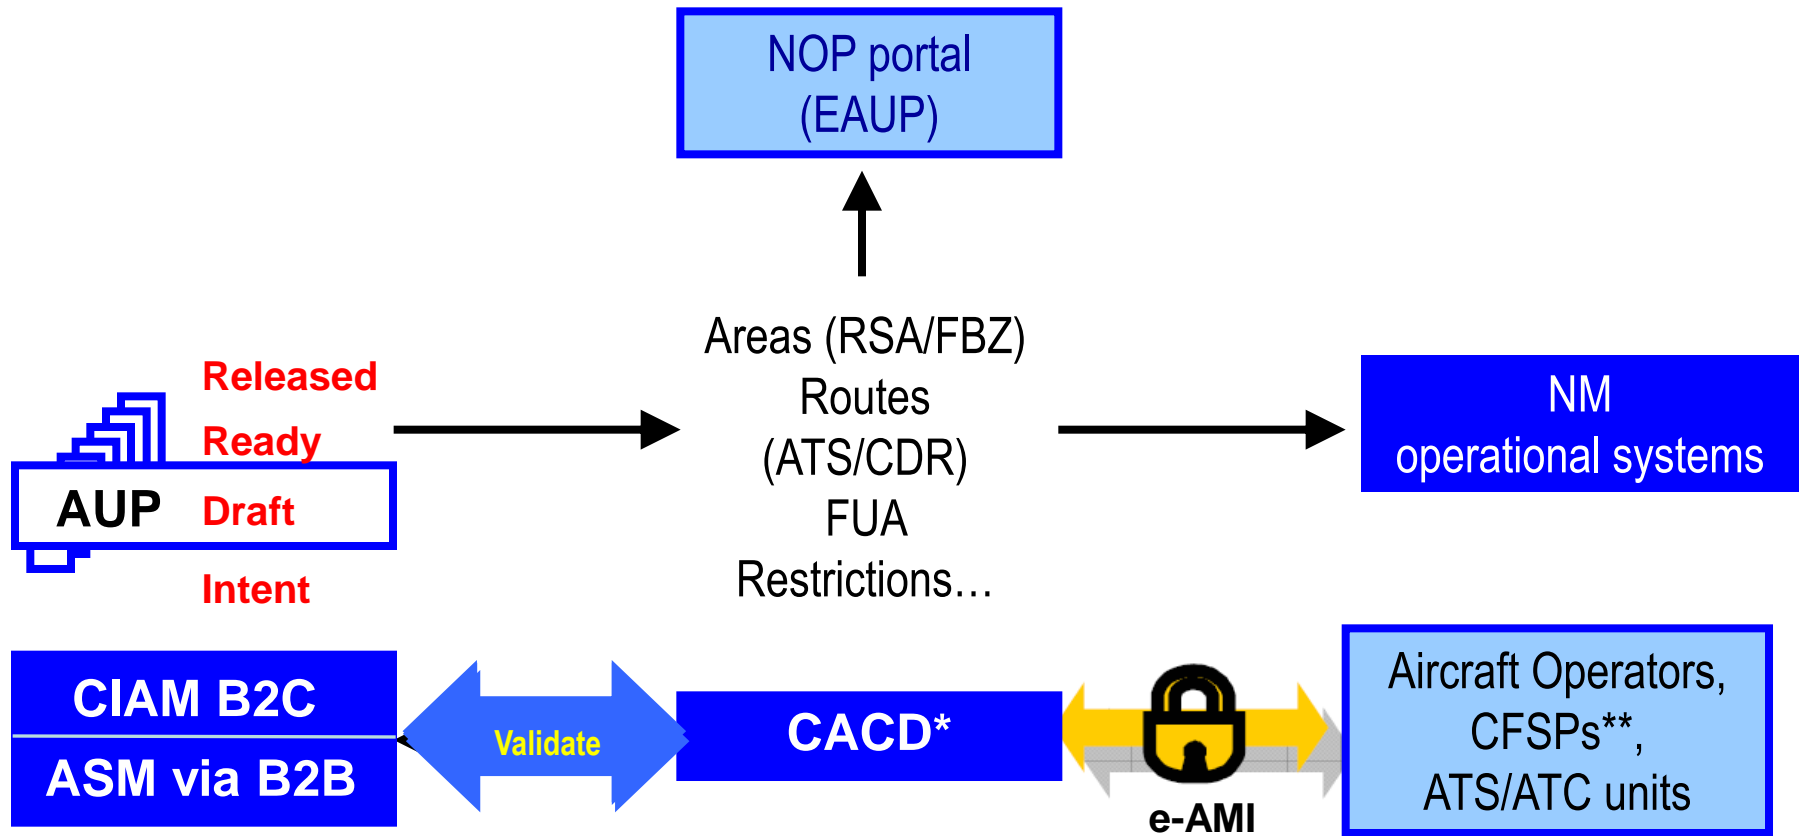 NOP portal
(EAUP)
Areas (RSA/FBZ)
Routes
(ATS/CDR)
FUA
Restrictions…
Released
Ready
AUP Draft
Intent
NM
operational systems
CIAM B2C
ASM via B2B
Validate
CACD*
e-AMI
Aircraft Operators,
CFSPs**,
ATS/ATC units